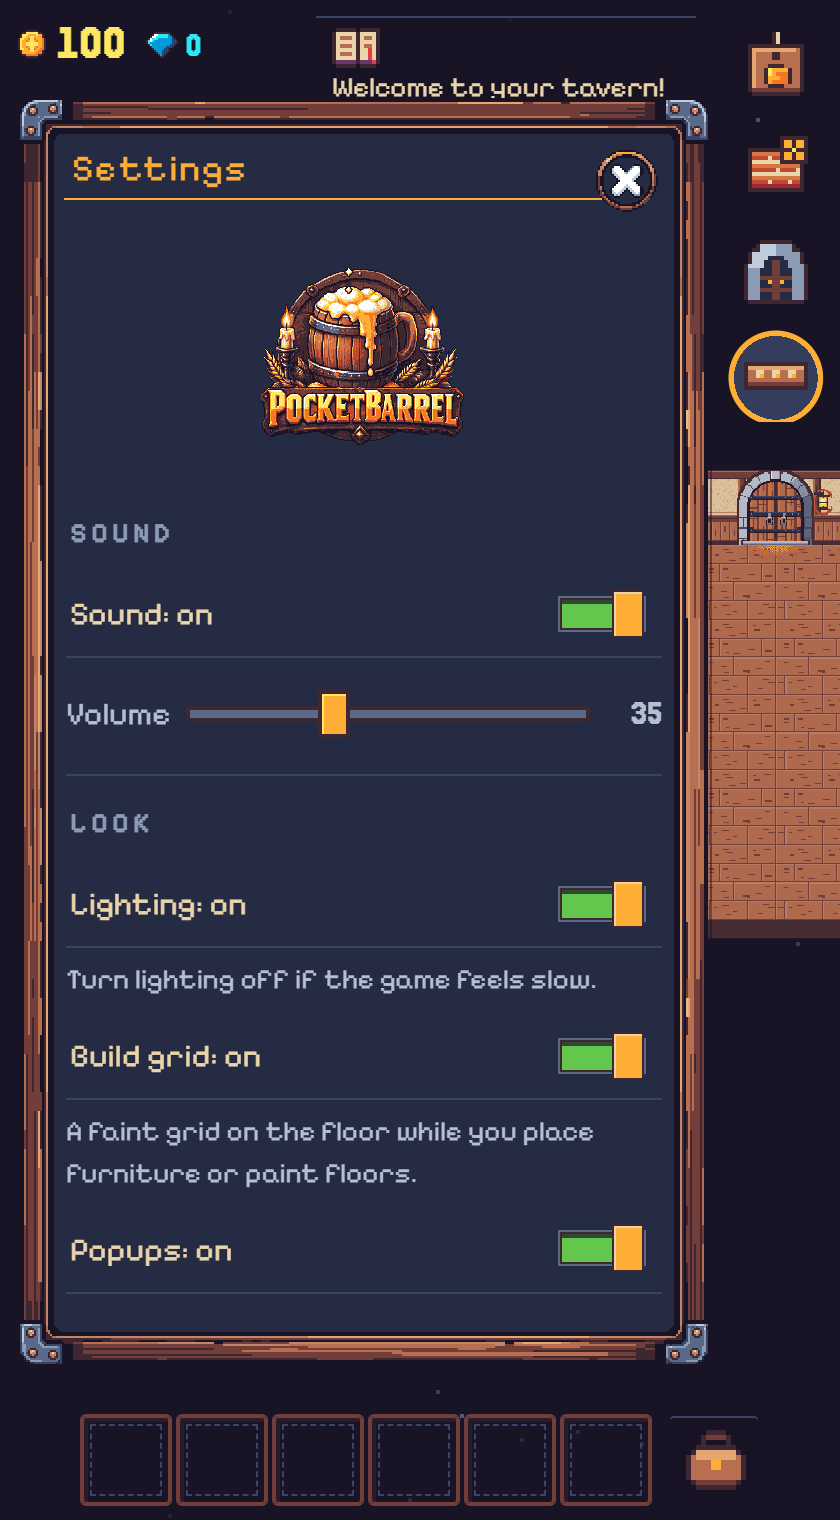 100
0
Welcome to your tavern!
Settings
POCKETBARREL
SOUND
Sound: on
Volume
35
LOOK
Lighting: on
Turn lighting off if the game feels slow.
Build grid: on
A faint grid on the floor while you place
furniture or paint floors.
Popups: on